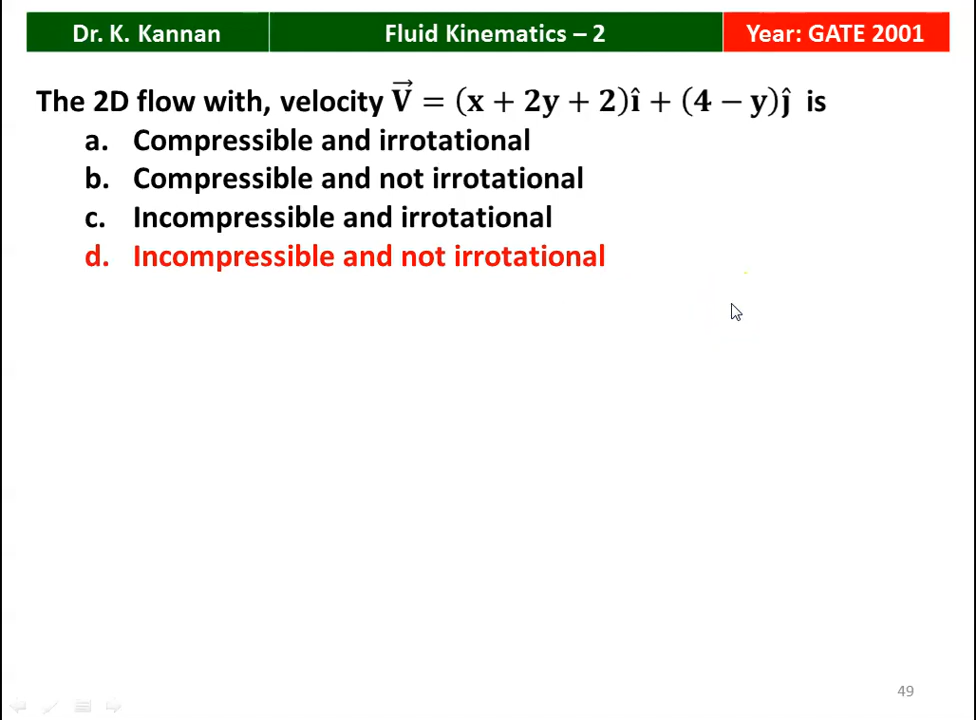 Dr. K. Kannan
Fluid Kinematics – 2
Year: GATE 2001
The 2D flow with, velocity V⃗ = (x + 2y + 2)î + (4 − y)ĵ is
a. Compressible and irrotational
b. Compressible and not irrotational
c. Incompressible and irrotational
d. Incompressible and not irrotational
49